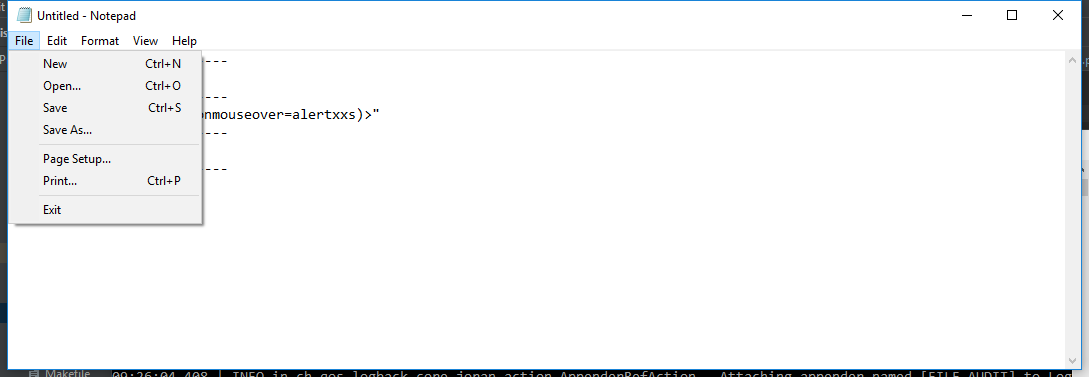 Untitled - Notepad
File Edit Format View Help
New Ctrl+N
Open... Ctrl+O
Save Ctrl+S
Save As...
Page Setup...
Print... Ctrl+P
Exit
---
---
onmouseover=alertxxs)>"
---
---
Makefile
09:26:04,408 | INFO in ch.qos.logback.core.joran.action.AppenderRefAction - Attaching appender named [FILE_AUDIT] to Log